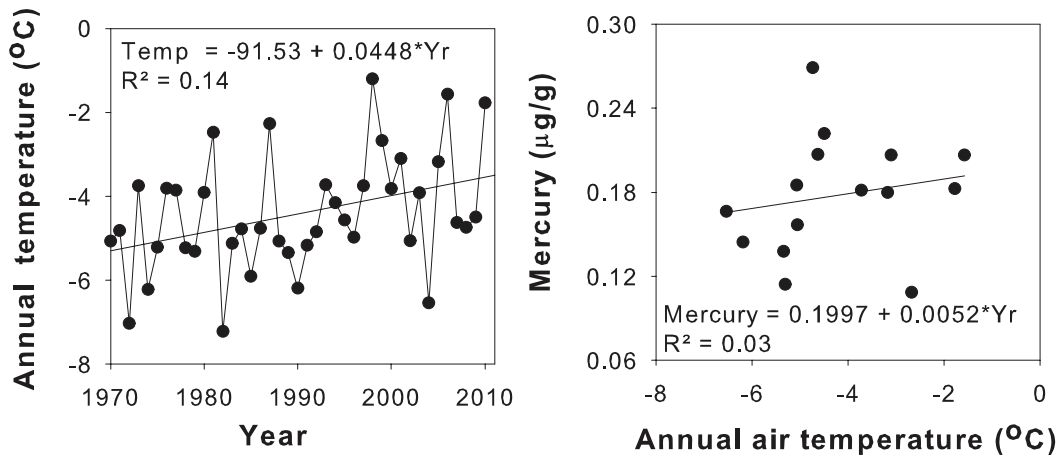 Annual temperature (ºC)
0
-2
-4
-6
-8
Temp = -91.53 + 0.0448*Yr
R² = 0.14
1970 1980 1990 2000 2010
Year
Mercury (μg/g)
0.30
0.24
0.18
0.12
0.06
Mercury = 0.1997 + 0.0052*Yr
R² = 0.03
-8 -6 -4 -2 0
Annual air temperature (ºC)